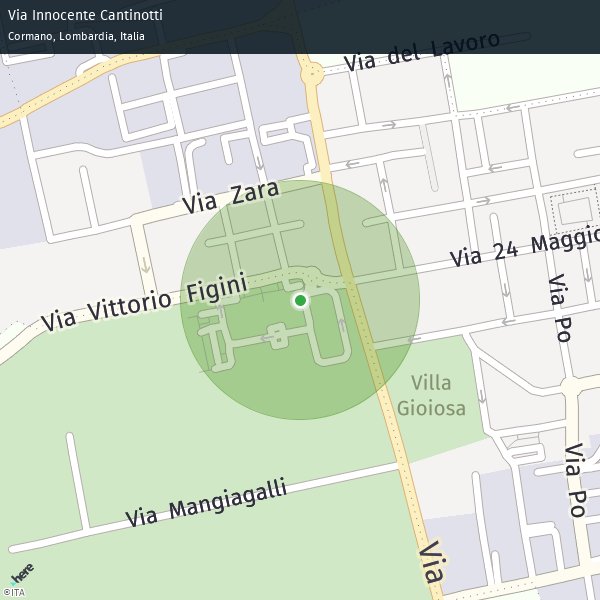 Via Innocente Cantinotti
Cormano, Lombardia, Italia
Via del Lavoro
Via Zara
Via 24 Maggio
Via Vittorio Figini
Via Po
Villa
Gioiosa
Via Po
Via Mangiagalli
Via
here
©ITA